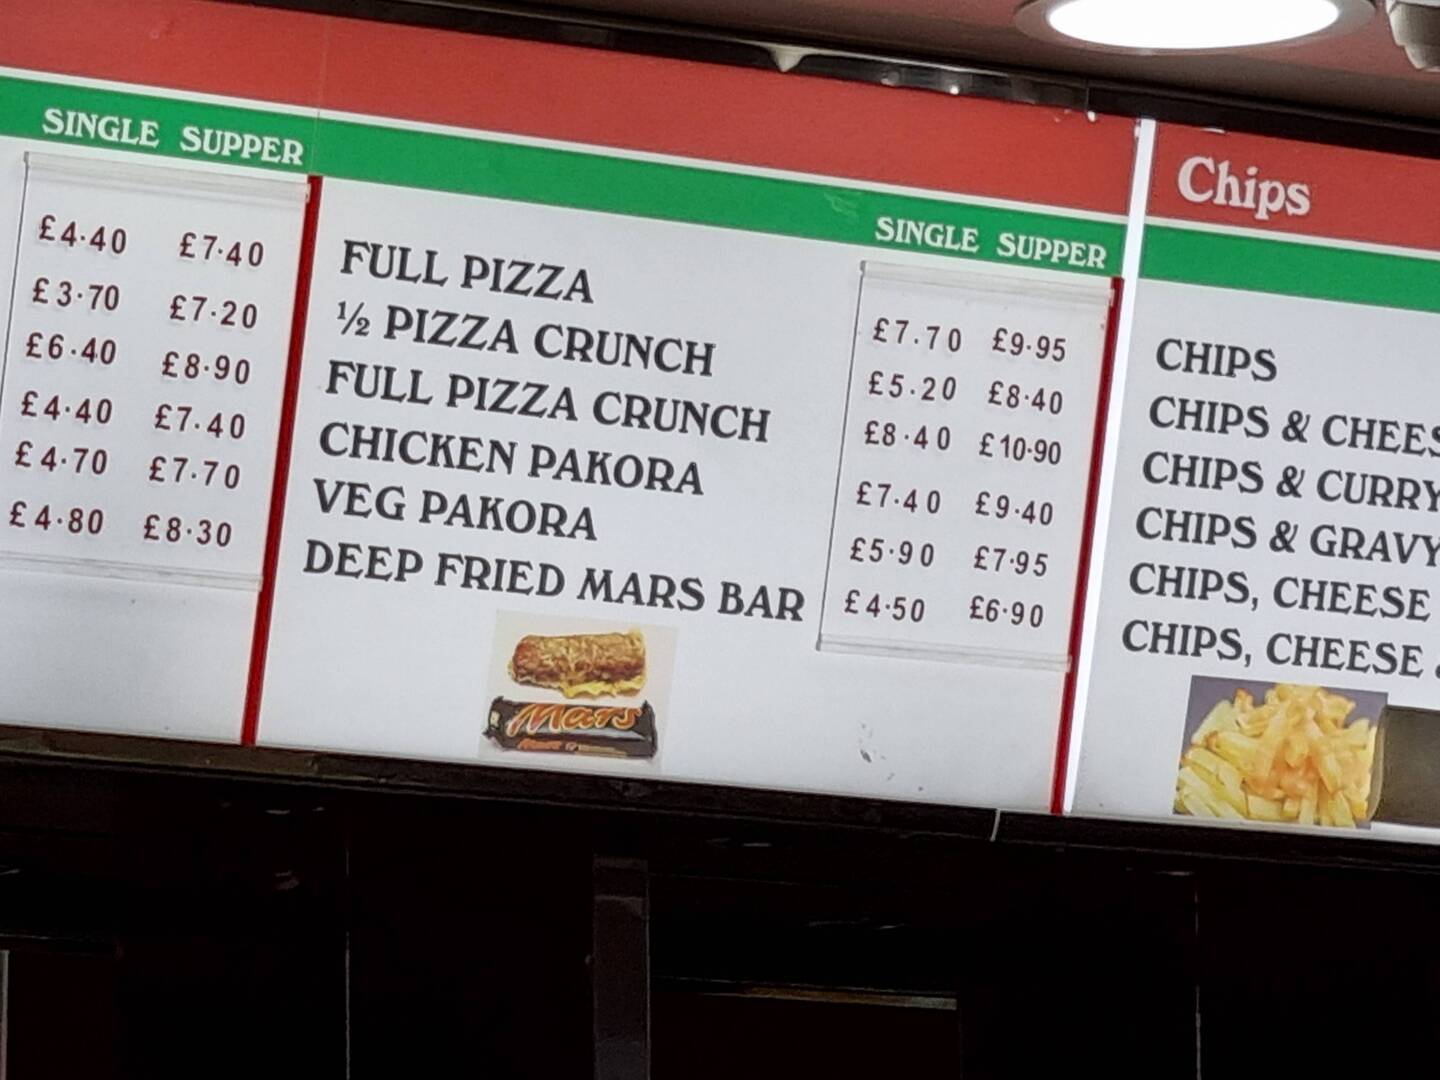 SINGLE SUPPER
£4·40 £7·40
£3·70 £7·20
£6·40 £8·90
£4·40 £7·40
£4·70 £7·70
£4·80 £8·30
SINGLE SUPPER
FULL PIZZA £7.70 £9·95
½ PIZZA CRUNCH £5.20 £8·40
FULL PIZZA CRUNCH £8·40 £10·90
CHICKEN PAKORA £7·40 £9·40
VEG PAKORA £5·90 £7·95
DEEP FRIED MARS BAR £4·50 £6·90
Mars
Chips
CHIPS
CHIPS & CHEES
CHIPS & CURRY
CHIPS & GRAVY
CHIPS, CHEESE
CHIPS, CHEESE